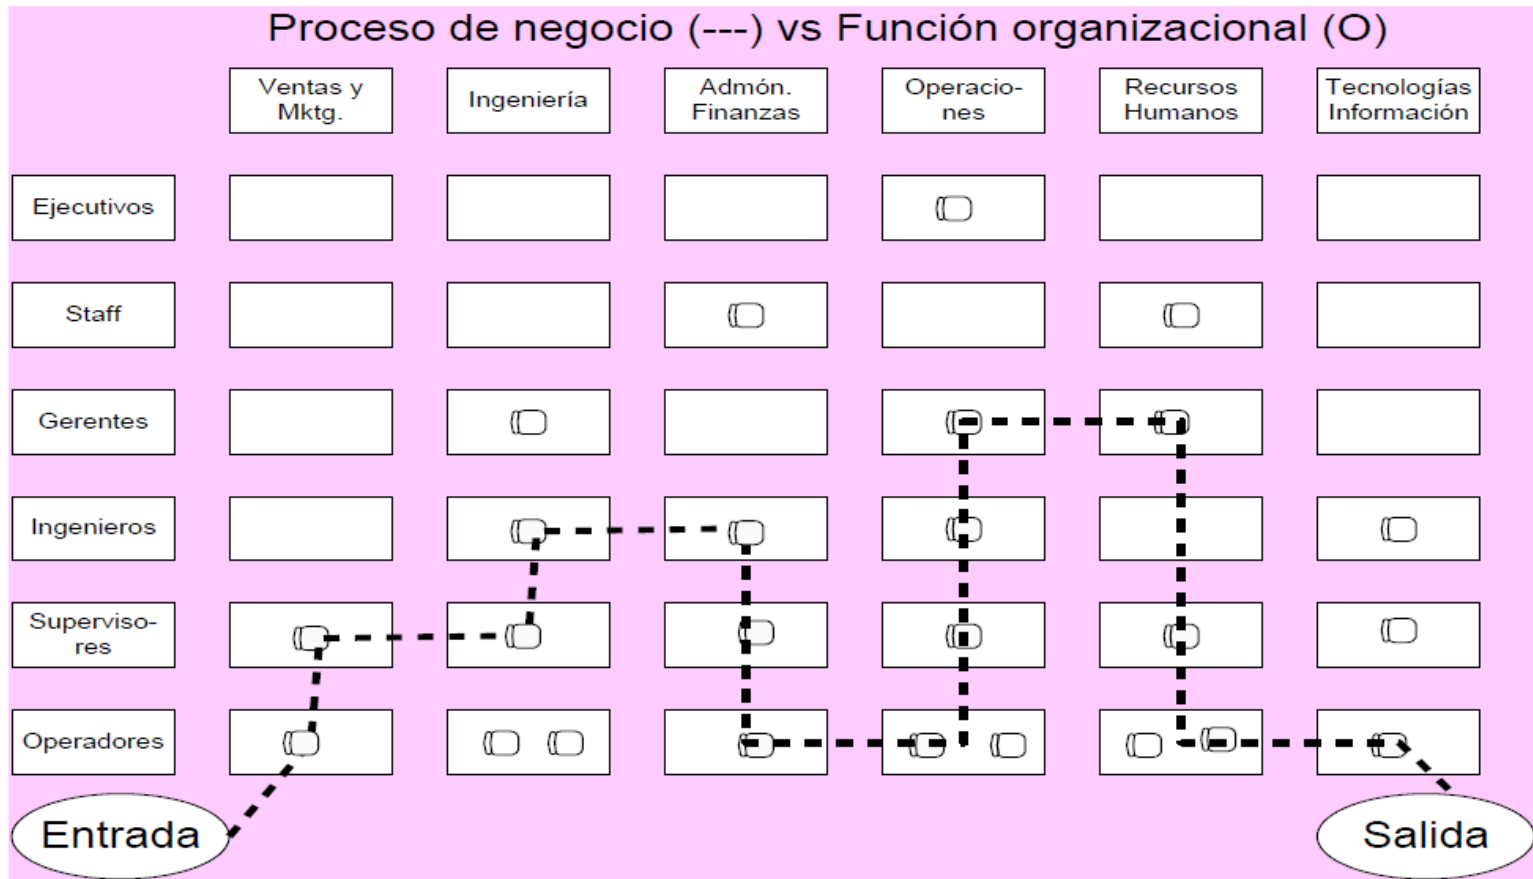 Proceso de negocio (---) vs Función organizacional (O)
Ventas y
Mktg.
Ingeniería
Admón.
Finanzas
Operacio-
nes
Recursos
Humanos
Tecnologías
Información
Ejecutivos
Staff
Gerentes
Ingenieros
Superviso-
res
Operadores
Entrada
Salida